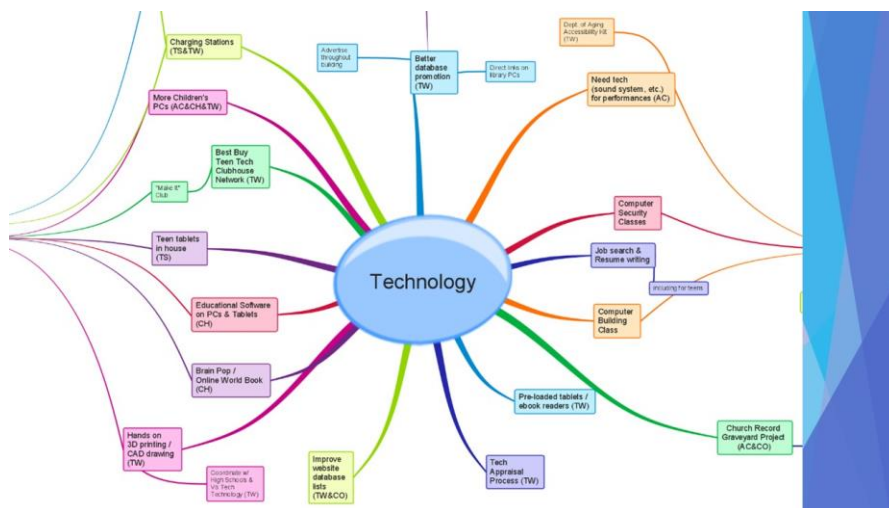 Charging Stations
(TS&TW)
Advertise
throughout
building
Better
database
promotion
(TW)
Direct links on
library PCs
Dept. of Aging
Accessibility Kit
(TW)
Need tech
(sound system, etc.)
for performances (AC)
More Children's
PCs (AC&CH&TW)
Best Buy
Teen Tech
Clubhouse
Network (TW)
"Make It"
Club
Computer
Security
Classes
Teen tablets
in house
(TS)
Technology
Job search &
Resume writing
including for teens
Educational Software
on PCs & Tablets
(CH)
Computer
Building
Class
Brain Pop /
Online World Book
(CH)
Pre-loaded tablets /
ebook readers (TW)
Hands on
3D printing /
CAD drawing
(TW)
Church Record
Graveyard Project
(AC&CO)
Coordinate w/
High Schools &
VB Tech
Technology (TW)
Improve
website
database
lists
(TW&CO)
Tech
Appraisal
Process (TW)